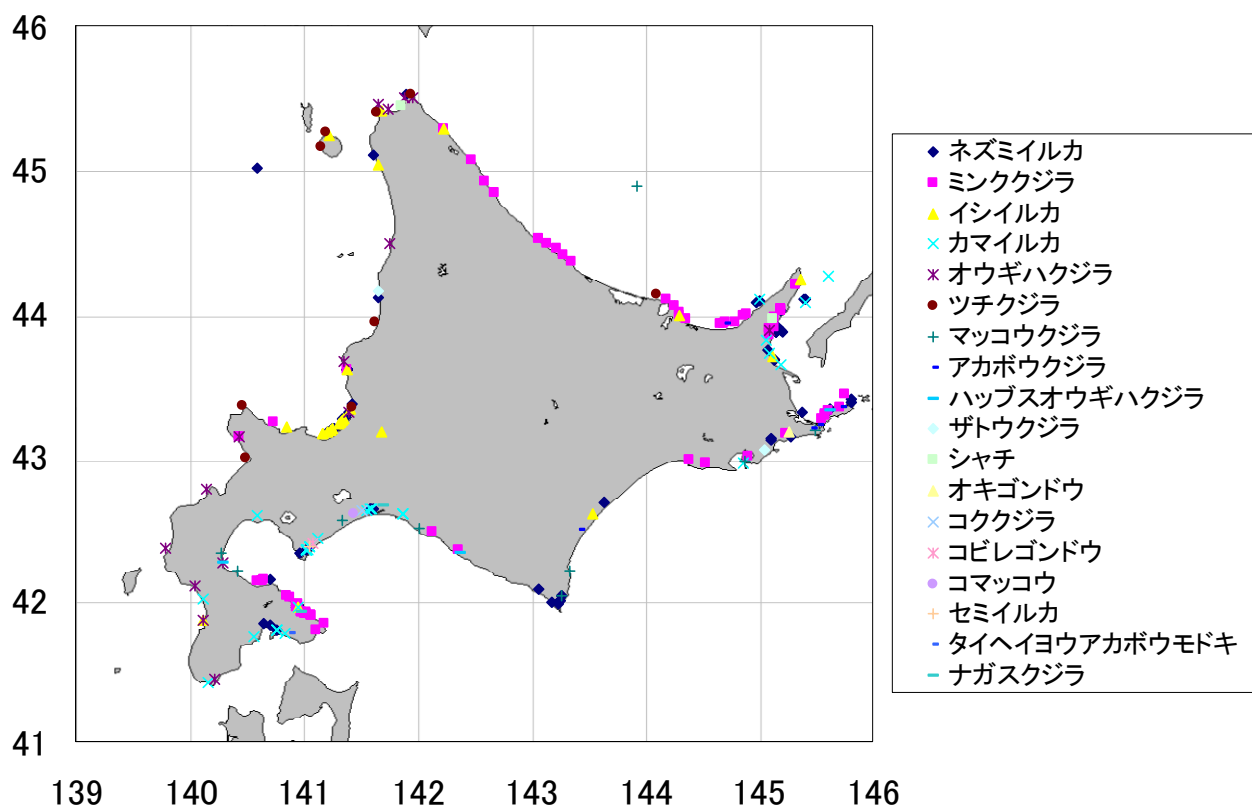 46
45
44
43
42
41
139 140 141 142 143 144 145 146
ネズミイルカ
ミンククジラ
イシイルカ
カマイルカ
オウギハクジラ
ツチクジラ
マッコウクジラ
アカボウクジラ
ハッブスオウギハクジラ
ザトウクジラ
シャチ
オキゴンドウ
コククジラ
コビレゴンドウ
コマッコウ
セミイルカ
タイヘイヨウアカボウモドキ
ナガスクジラ